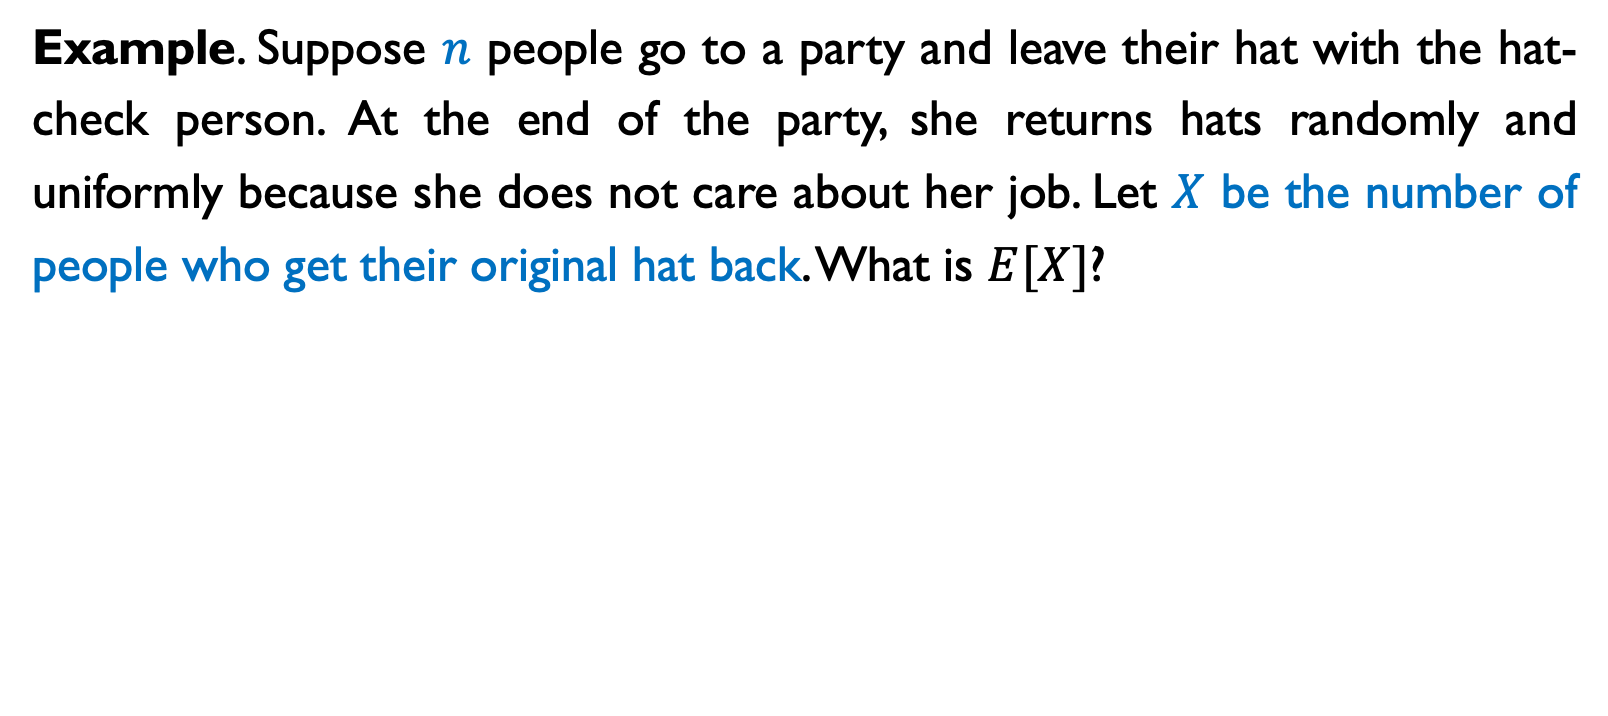 Example. Suppose n people go to a party and leave their hat with the hat-
check person. At the end of the party, she returns hats randomly and
uniformly because she does not care about her job. Let X be the number of
people who get their original hat back. What is E[X]?